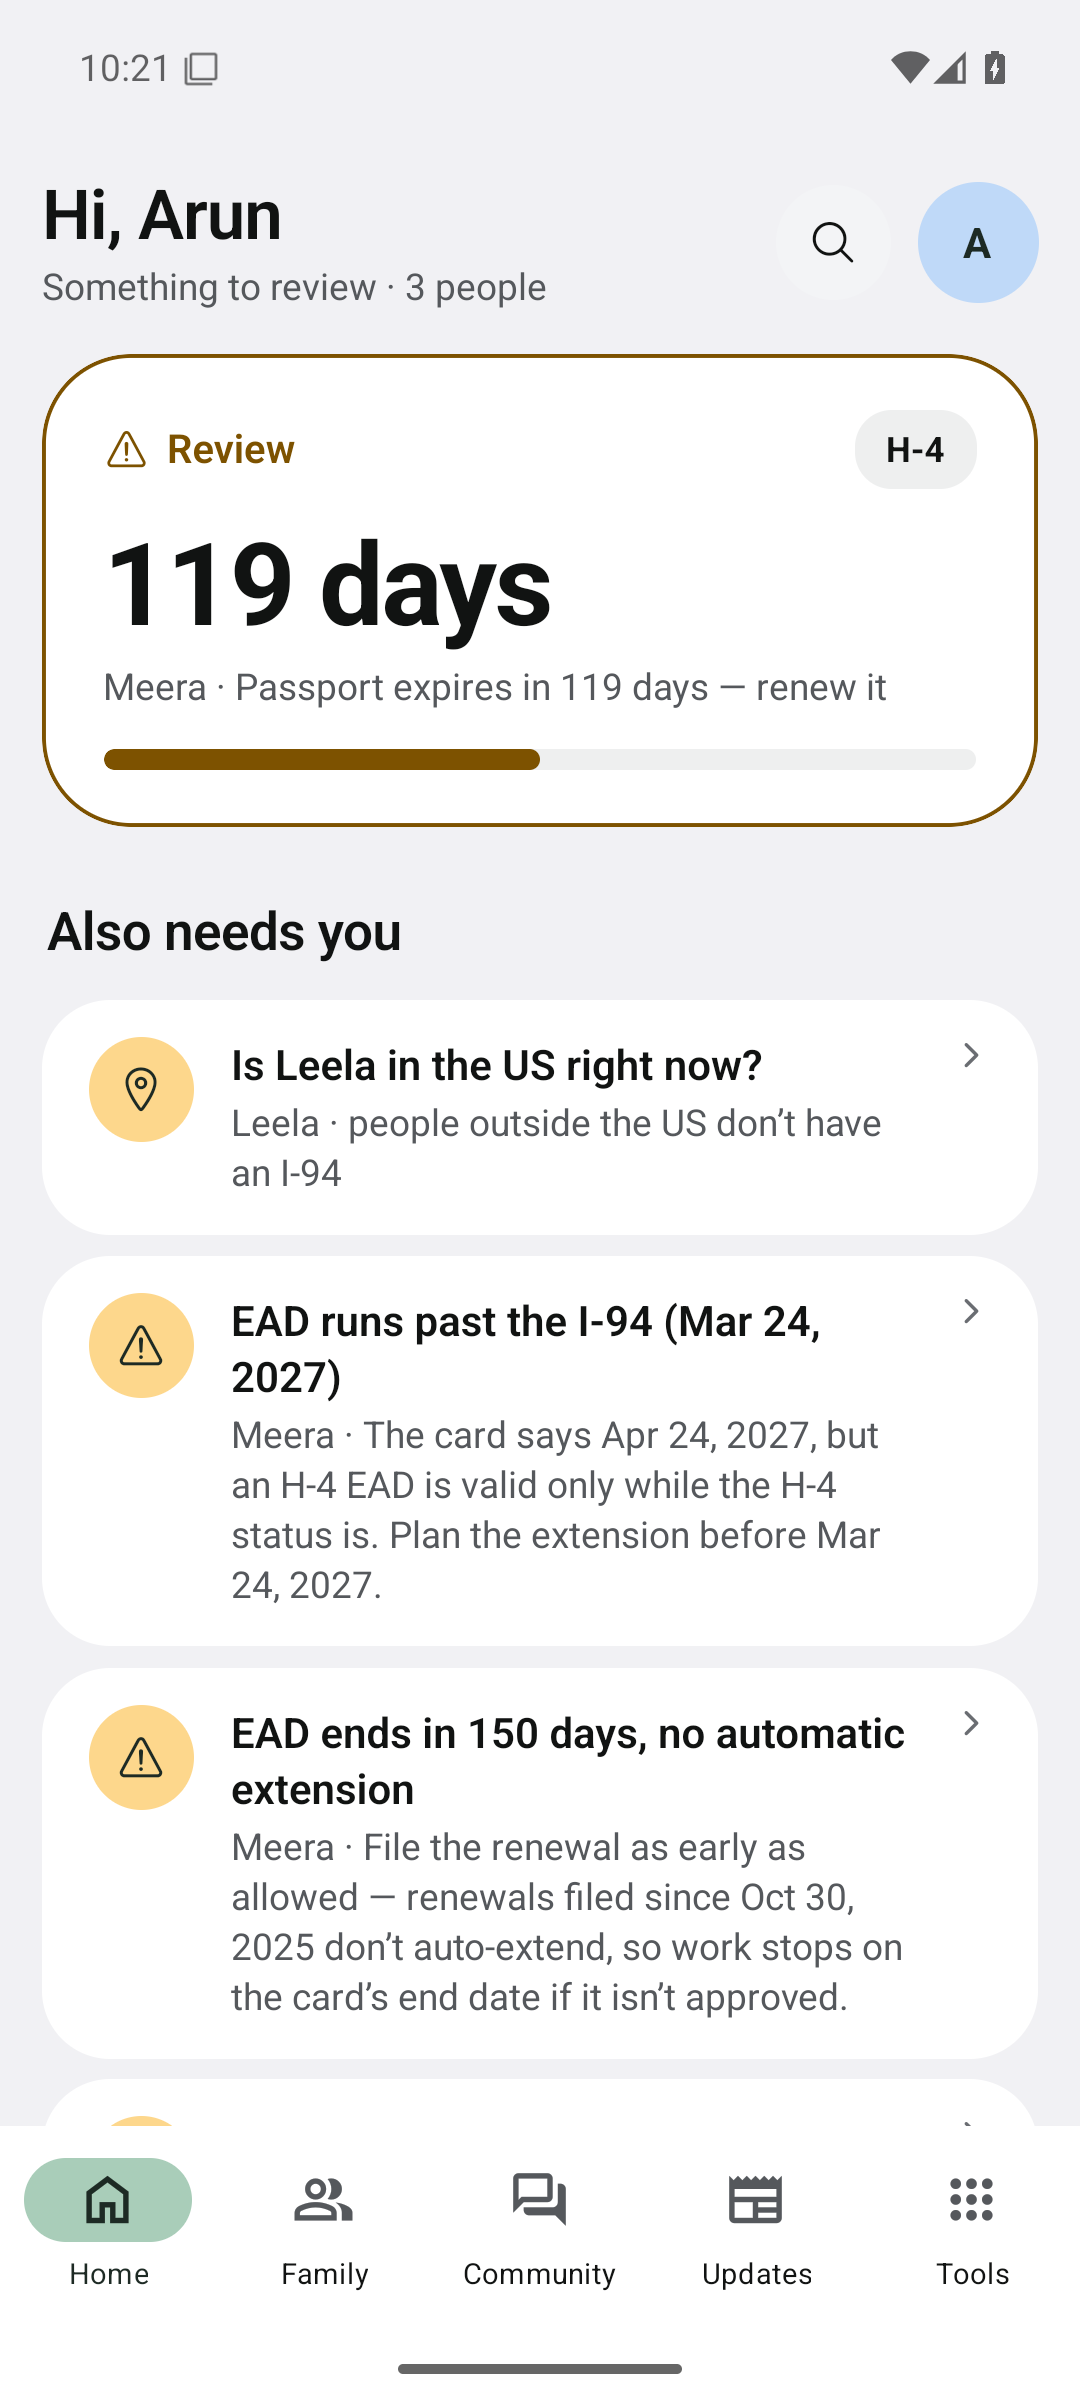 10:21
Hi, Arun
Something to review · 3 people
A
Review
H-4
119 days
Meera · Passport expires in 119 days — renew it
Also needs you
Is Leela in the US right now?
Leela · people outside the US don’t have
an I-94
EAD runs past the I-94 (Mar 24,
2027)
Meera · The card says Apr 24, 2027, but
an H-4 EAD is valid only while the H-4
status is. Plan the extension before Mar
24, 2027.
EAD ends in 150 days, no automatic
extension
Meera · File the renewal as early as
allowed — renewals filed since Oct 30,
2025 don’t auto-extend, so work stops on
the card’s end date if it isn’t approved.
Home
Family
Community
Updates
Tools